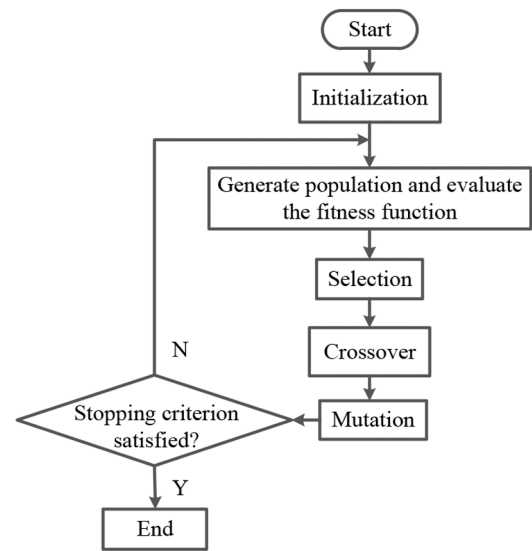 Start
Initialization
Generate population and evaluate
the fitness function
Selection
Crossover
Mutation
Stopping criterion
satisfied?
N
Y
End